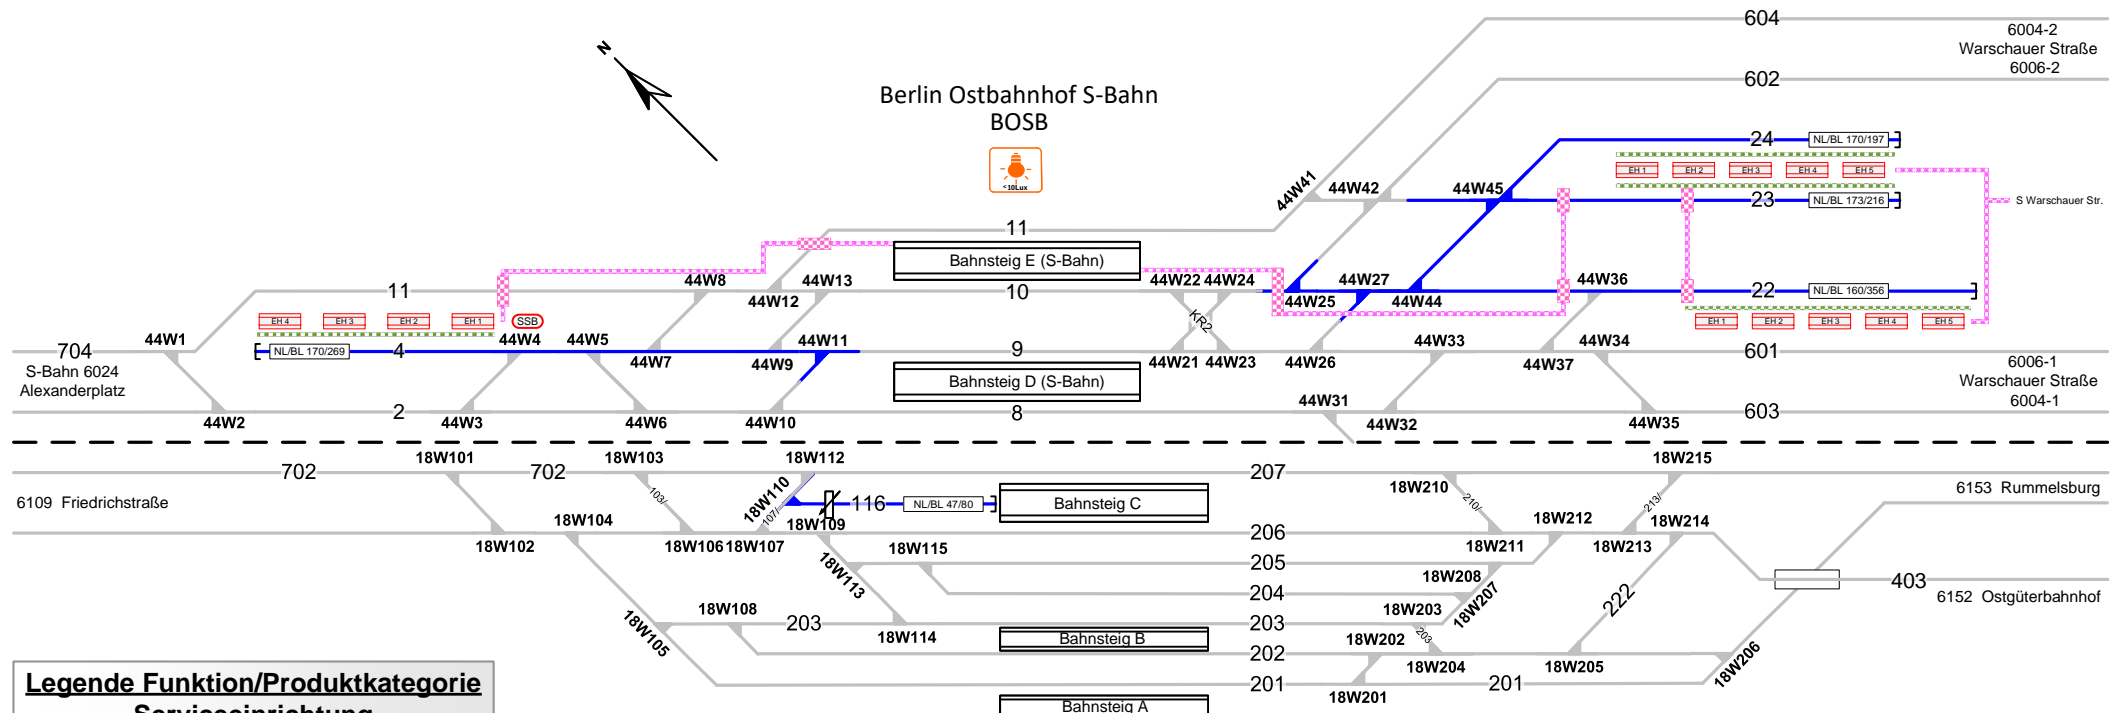 604
6004-2
Warschauer Straße
6006-2
N
602
Berlin Ostbahnhof S-Bahn
BOSB
<10Lux
24
NL/BL 170/197
EH 1
EH 2
EH 3
EH 4
EH 5
44W41
44W42
44W45
23
NL/BL 173/216
S Warschauer Str.
11
Bahnsteig E (S-Bahn)
44W8
44W13
44W22
44W24
44W27
44W36
11
44W12
10
44W25
44W44
22
NL/BL 160/356
EH 4
EH 3
EH 2
EH 1
SSB
KR2
EH 1
EH 2
EH 3
EH 4
EH 5
44W1
44W4
44W5
44W11
44W33
44W34
704
NL/BL 170/269
4
44W7
44W9
9
44W21
44W23
44W26
44W37
601
S-Bahn 6024
Alexanderplatz
Bahnsteig D (S-Bahn)
6006-1
Warschauer Straße
6004-1
44W31
2
8
603
44W2
44W3
44W6
44W10
44W32
44W35
18W101
18W103
18W112
18W215
702
702
207
18W210
6109 Friedrichstraße
103/
18W110
107/
116
NL/BL 47/80
Bahnsteig C
210/
213/
6153 Rummelsburg
18W104
18W109
18W212
18W214
206
18W102
18W106
18W107
18W115
18W211
18W213
205
18W113
18W208
403
204
18W207
222
6152 Ostgüterbahnhof
18W108
18W203
203
203
18W105
18W114
Bahnsteig B
18W202
203
202
18W204
18W205
18W206
201
201
18W201
Bahnsteig A
Legende Funktion/Produktkategorie
Serviceeinrichtung